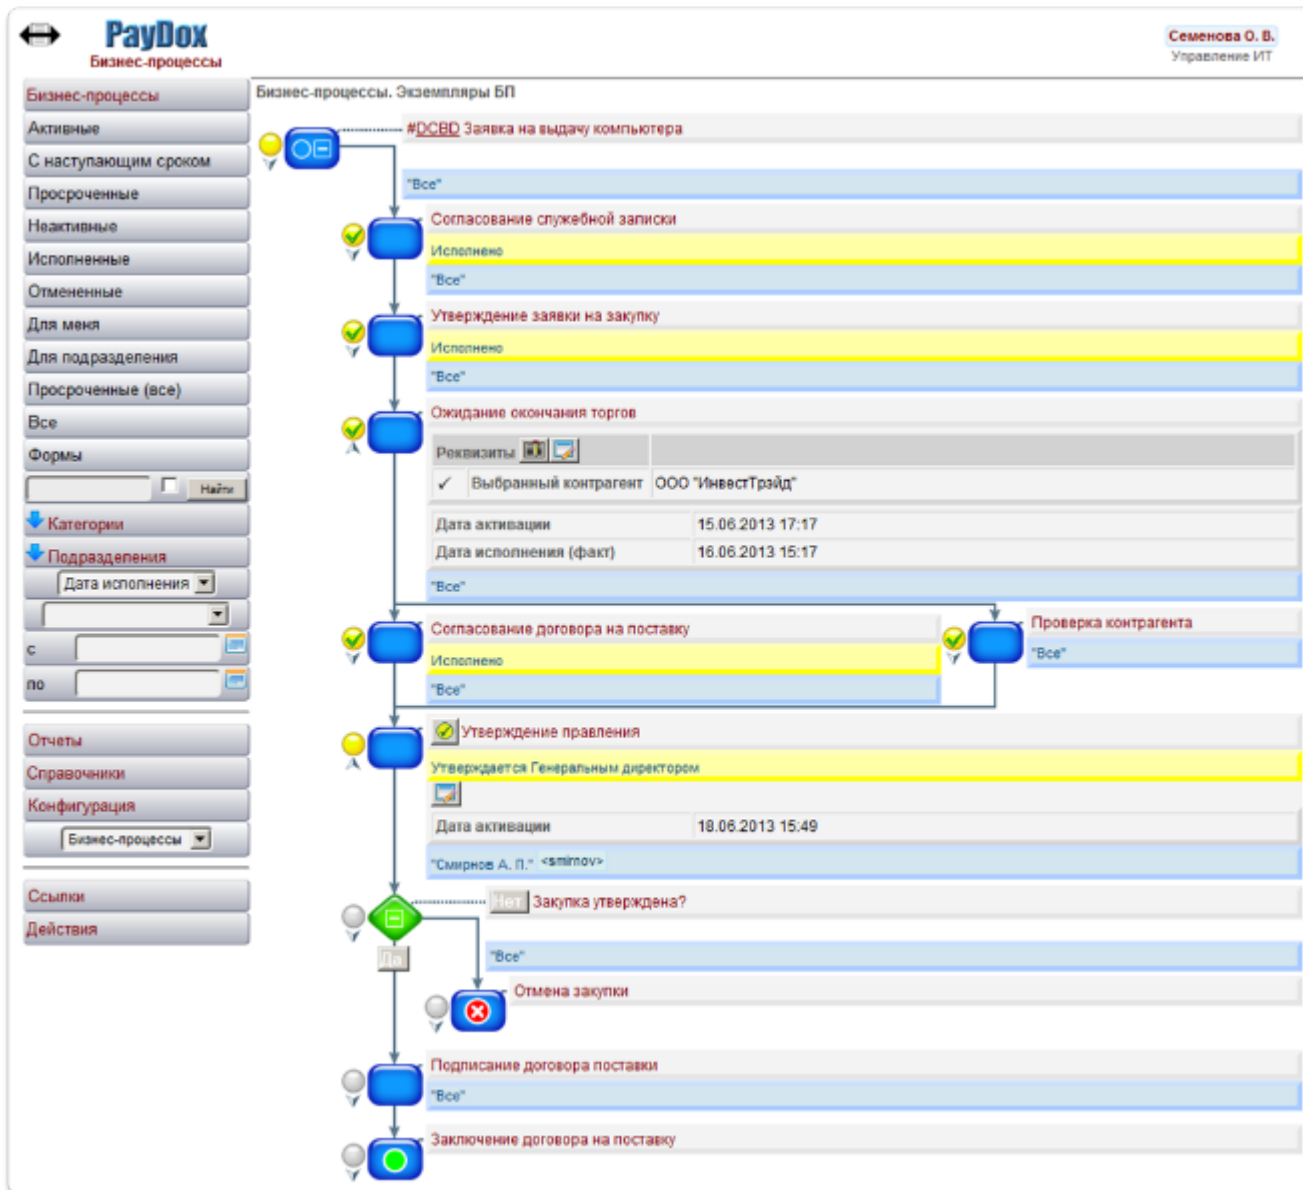 PayDox
Бизнес-процессы
Семенова О. В.
Управление ИТ
Бизнес-процессы
Активные
С наступающим сроком
Просроченные
Неактивные
Исполненные
Отмененные
Для меня
Для подразделения
Просроченные (все)
Все
Формы
Найти
Категории
Подразделения
Дата исполнения
с
по
Отчеты
Справочники
Конфигурация
Бизнес-процессы
Ссылки
Действия
Бизнес-процессы. Экземпляры БП
#DCBD Заявка на выдачу компьютера
"Все"
Согласование служебной записки
Исполнено
"Все"
Утверждение заявки на закупку
Исполнено
"Все"
Ожидание окончания торгов
Реквизиты
✓ Выбранный контрагент ООО "ИнвестТрэйд"
Дата активации 15.06.2013 17:17
Дата исполнения (факт) 16.06.2013 15:17
"Все"
Согласование договора на поставку
Исполнено
"Все"
Проверка контрагента
"Все"
Утверждение правления
Утверждается Генеральным директором
Дата активации 18.06.2013 15:49
"Смирнов А. П." <smirnov>
Нет Закупка утверждена?
"Все"
Да
Отмена закупки
Подписание договора поставки
"Все"
Заключение договора на поставку